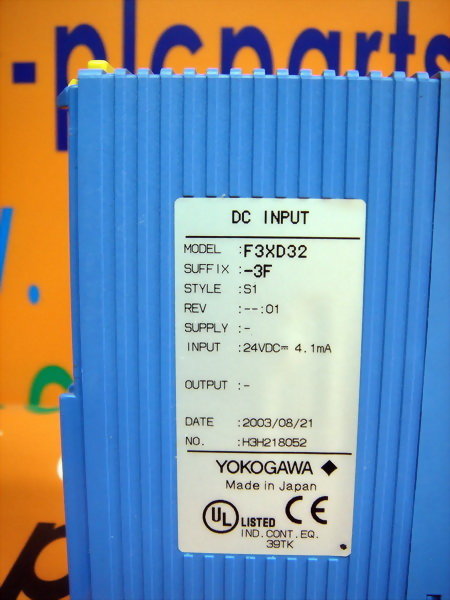 -plcparts
DC INPUT
MODEL :F3XD32
SUFFIX :-3F
STYLE :S1
REV :--:01
SUPPLY :-
INPUT :24VDC⎓ 4.1mA
OUTPUT :-
DATE :2003/08/21
NO. :H3H218052
YOKOGAWA ◆
Made in Japan
UL LISTED CE
IND.CONT.EQ.
39TK